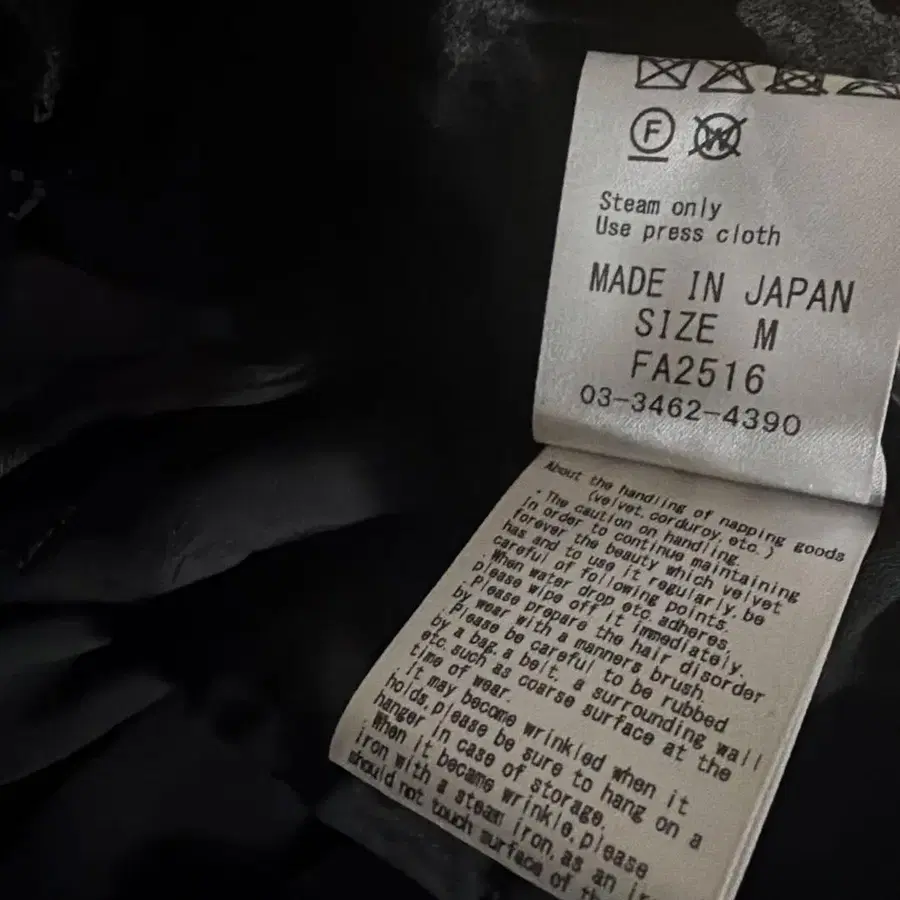 F W
Steam only
Use press cloth
MADE IN JAPAN
SIZE M
FA2516
03-3462-4390
About the handling of napping goods
(velvet, corduroy, etc.)
. The caution on handling.
In order to continue maintaining
forever the beauty which velvet
has and to use it regularly, be
careful of following points.
. When water drop etc. adheres,
please wipe off it immediately.
. Please prepare the hair disorder
by wear with a manners brush.
. Please be careful to be rubbed
by a bag, a belt, a surrounding wall
etc. such as coarse surface at the
time of wear.
. It may become wrinkled when it
holds, please be sure to hang on a
hanger in case of storage.
. When it became wrinkle, please
iron with a steam iron, as an
should not touch surface of